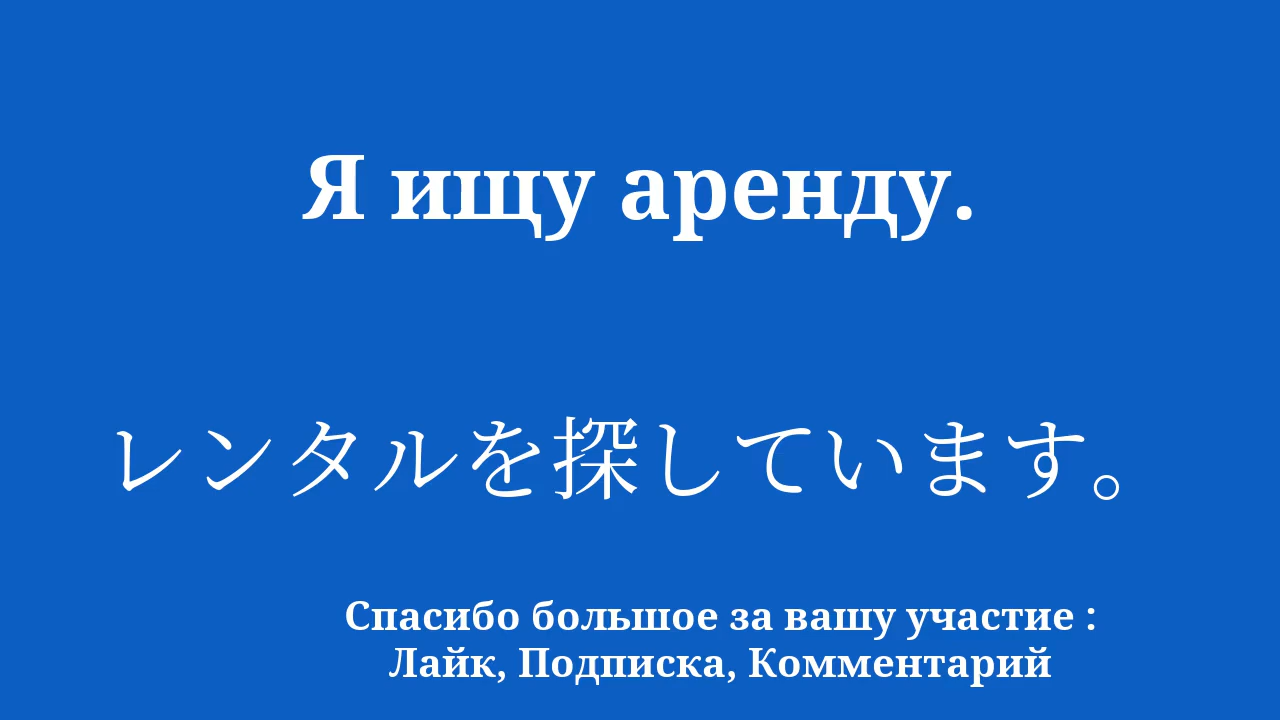 Я ищу аренду.
レンタルを探しています。
Спасибо большое за вашу участие :
Лайк, Подписка, Комментарий